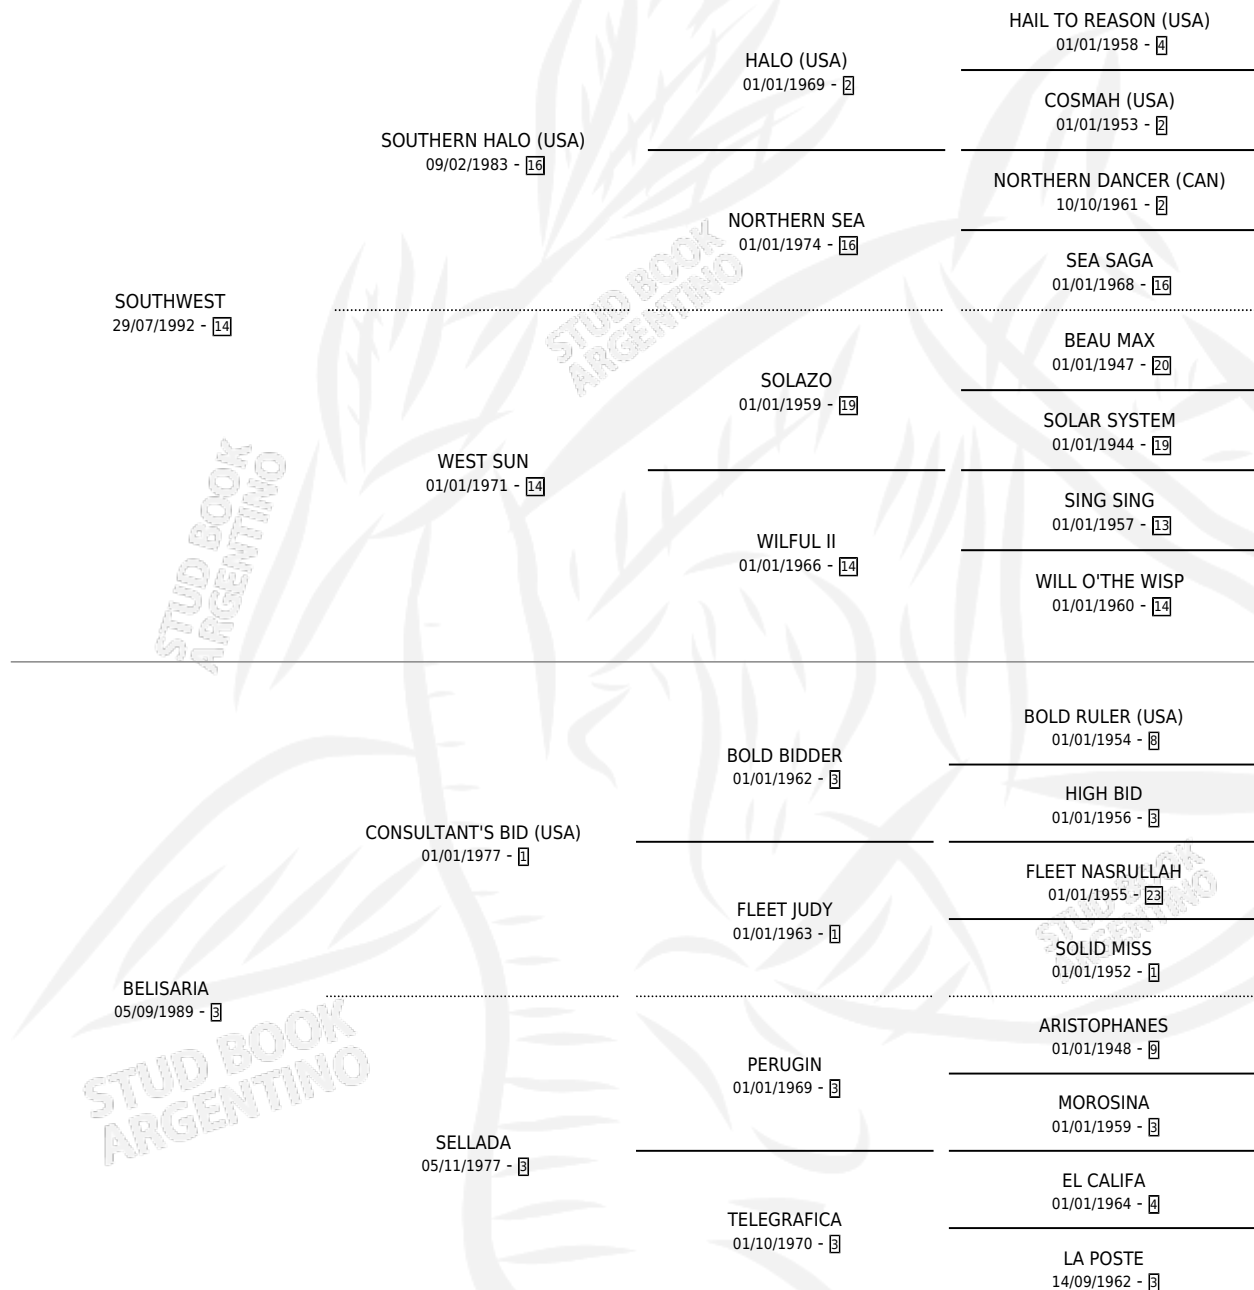 HAIL TO REASON (USA)
01/01/1958 - 4
HALO (USA)
01/01/1969 - 2
COSMAH (USA)
01/01/1953 - 2
SOUTHERN HALO (USA)
09/02/1983 - 16
NORTHERN DANCER (CAN)
10/10/1961 - 2
NORTHERN SEA
01/01/1974 - 16
SEA SAGA
01/01/1968 - 16
SOUTHWEST
29/07/1992 - 14
STUD BOOK
ARGENTINO
BEAU MAX
01/01/1947 - 20
SOLAZO
01/01/1959 - 19
SOLAR SYSTEM
01/01/1944 - 19
WEST SUN
01/01/1971 - 14
SING SING
01/01/1957 - 13
WILFUL II
01/01/1966 - 14
WILL O'THE WISP
01/01/1960 - 14
STUD BOOK
ARGENTINO
BOLD RULER (USA)
01/01/1954 - 8
BOLD BIDDER
01/01/1962 - 3
HIGH BID
01/01/1956 - 3
CONSULTANT'S BID (USA)
01/01/1977 - 1
FLEET NASRULLAH
01/01/1955 - 23
FLEET JUDY
01/01/1963 - 1
STUD BOOK
ARGENTINO
SOLID MISS
01/01/1952 - 1
BELISARIA
05/09/1989 - 3
STUD BOOK
ARGENTINO
ARISTOPHANES
01/01/1948 - 9
PERUGIN
01/01/1969 - 3
MOROSINA
01/01/1959 - 3
SELLADA
05/11/1977 - 3
EL CALIFA
01/01/1964 - 4
TELEGRAFICA
01/10/1970 - 3
LA POSTE
14/09/1962 - 3